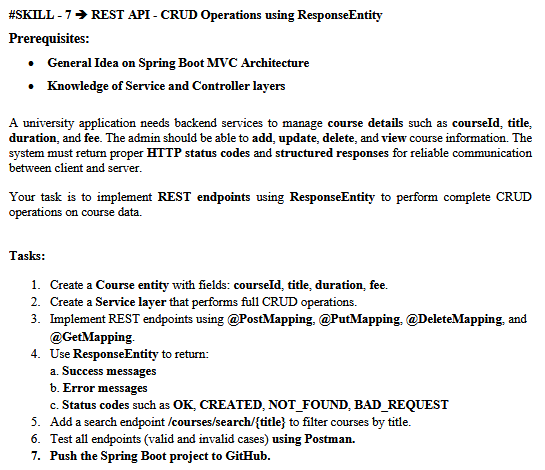 #SKILL - 7 ➔ REST API - CRUD Operations using ResponseEntity
Prerequisites:
• General Idea on Spring Boot MVC Architecture
• Knowledge of Service and Controller layers
A university application needs backend services to manage course details such as courseId, title,
duration, and fee. The admin should be able to add, update, delete, and view course information. The
system must return proper HTTP status codes and structured responses for reliable communication
between client and server.
Your task is to implement REST endpoints using ResponseEntity to perform complete CRUD
operations on course data.
Tasks:
1. Create a Course entity with fields: courseId, title, duration, fee.
2. Create a Service layer that performs full CRUD operations.
3. Implement REST endpoints using @PostMapping, @PutMapping, @DeleteMapping, and
@GetMapping.
4. Use ResponseEntity to return:
a. Success messages
b. Error messages
c. Status codes such as OK, CREATED, NOT_FOUND, BAD_REQUEST
5. Add a search endpoint /courses/search/{title} to filter courses by title.
6. Test all endpoints (valid and invalid cases) using Postman.
7. Push the Spring Boot project to GitHub.